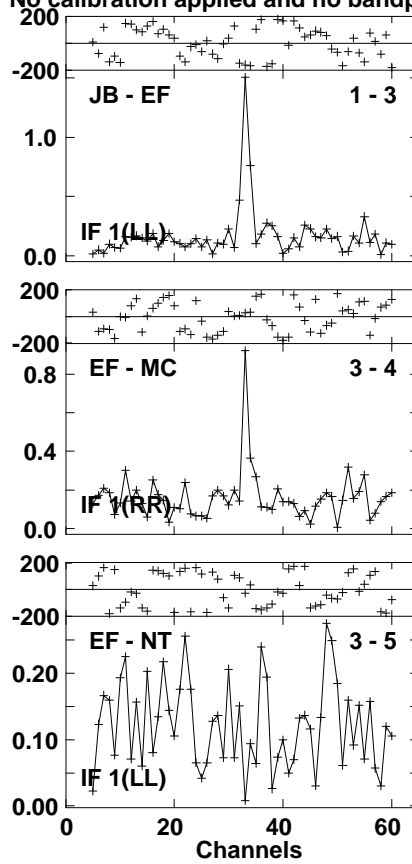 No calibration applied and no bandp
200
-200
JB - EF 1 - 3
1.0
IF 1(LL)
0.0
200
-200
EF - MC 3 - 4
0.8
0.4
IF 1(RR)
0.0
200
-200
EF - NT 3 - 5
0.20
0.10
IF 1(LL)
0.00
0 20 40 60
Channels